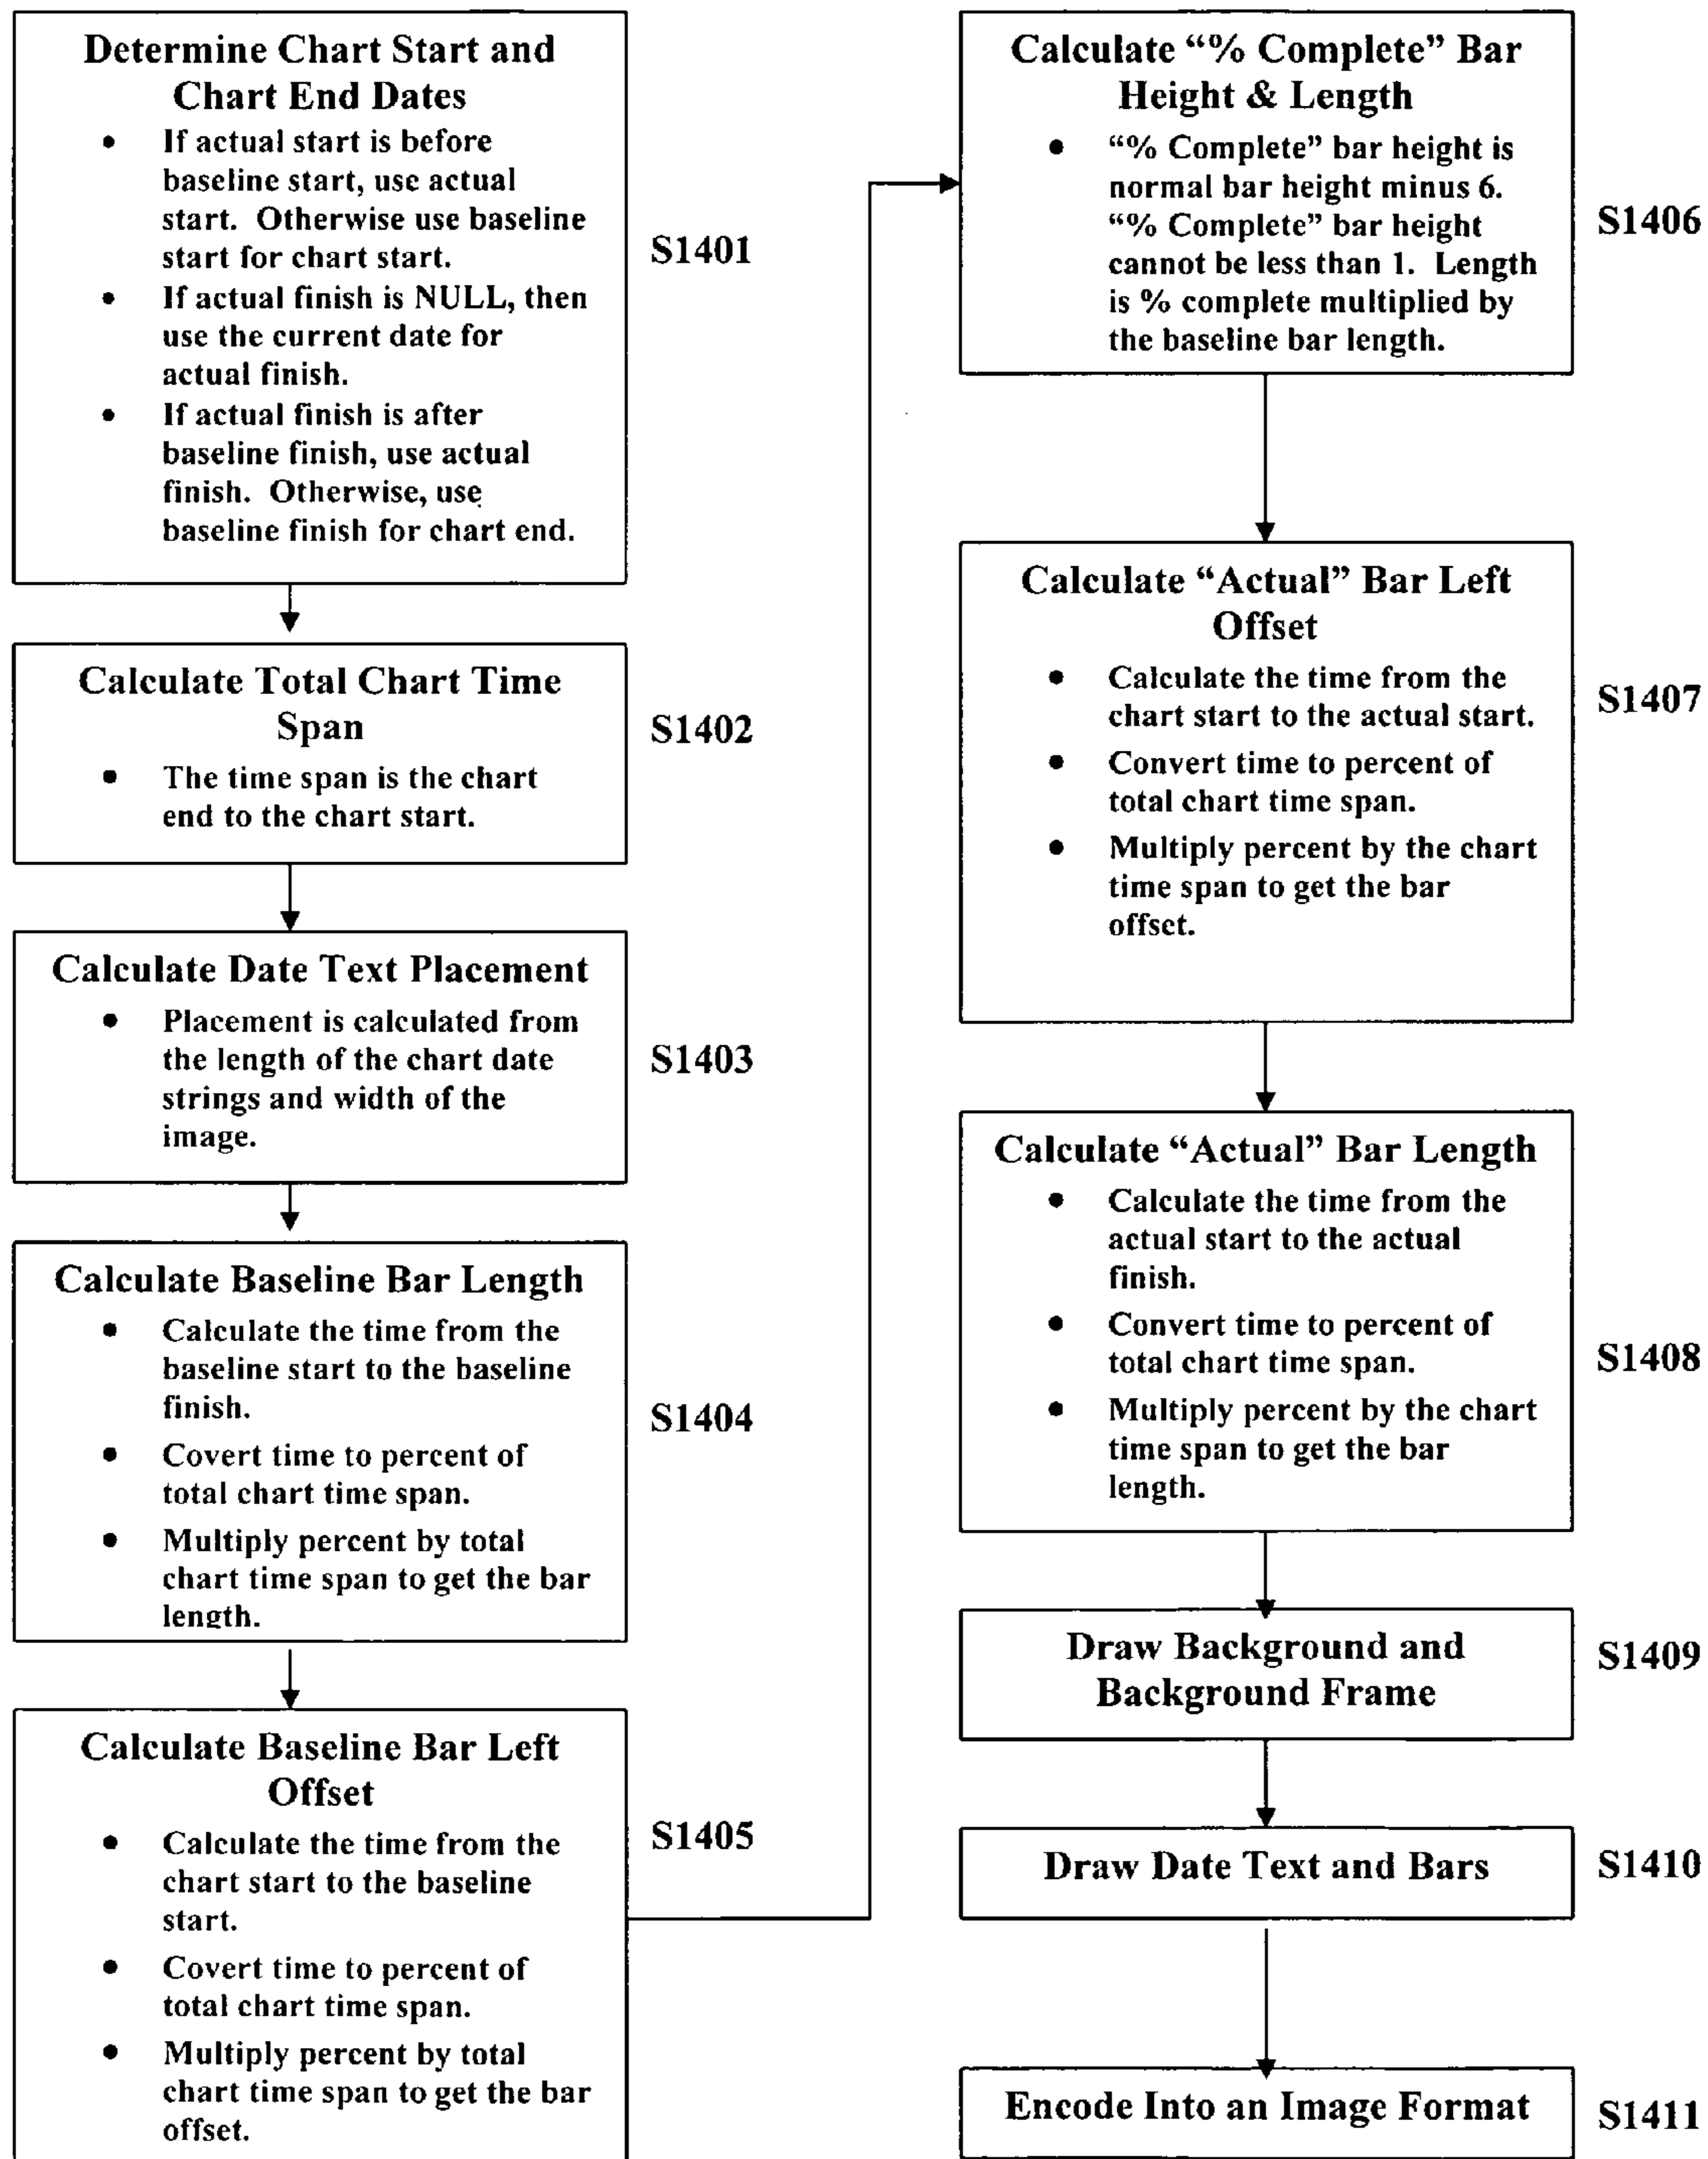 Determine Chart Start and
Chart End Dates
• If actual start is before
baseline start, use actual
start. Otherwise use baseline
start for chart start.
• If actual finish is NULL, then
use the current date for
actual finish.
• If actual finish is after
baseline finish, use actual
finish. Otherwise, use
baseline finish for chart end.
S1401
Calculate Total Chart Time
Span
• The time span is the chart
end to the chart start.
S1402
Calculate Date Text Placement
• Placement is calculated from
the length of the chart date
strings and width of the
image.
S1403
Calculate Baseline Bar Length
• Calculate the time from the
baseline start to the baseline
finish.
• Covert time to percent of
total chart time span.
• Multiply percent by total
chart time span to get the bar
length.
S1404
Calculate Baseline Bar Left
Offset
• Calculate the time from the
chart start to the baseline
start.
• Covert time to percent of
total chart time span.
• Multiply percent by total
chart time span to get the bar
offset.
S1405
Calculate “% Complete” Bar
Height & Length
• “% Complete” bar height is
normal bar height minus 6.
“% Complete” bar height
cannot be less than 1. Length
is % complete multiplied by
the baseline bar length.
S1406
Calculate “Actual” Bar Left
Offset
• Calculate the time from the
chart start to the actual start.
• Convert time to percent of
total chart time span.
• Multiply percent by the chart
time span to get the bar
offset.
S1407
Calculate “Actual” Bar Length
• Calculate the time from the
actual start to the actual
finish.
• Convert time to percent of
total chart time span.
• Multiply percent by the chart
time span to get the bar
length.
S1408
Draw Background and
Background Frame
S1409
Draw Date Text and Bars
S1410
Encode Into an Image Format
S1411